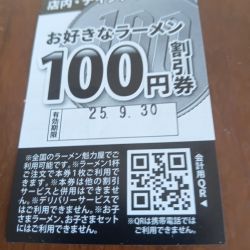 店内・テイク
お好きなラーメン
100円
割引券
有効期限
25.9.30
※全国のラーメン魁力屋でご
利用可能です。※ラーメン1杯
ご注文で本券1枚ご利用で
きます。※本券は他の割引
サービスと併用はできませ
ん。※デリバリーサービスで
はご利用できません。※お子
さまラーメン、お子さまセット
にはご利用できません。
会計用QR
※QRは携帯電話では
ご利用できません。